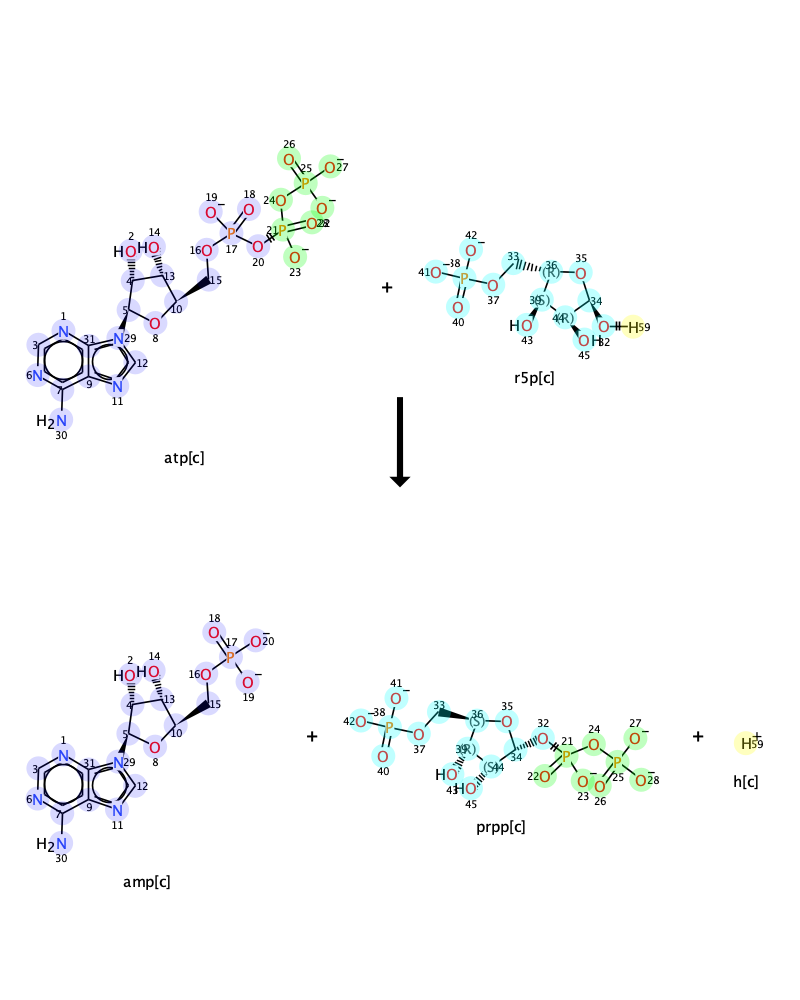 26
25
O
O − 27
19
18
24 O
P
O −
O −
O
21 P
O 22
2
14
16 O
17
P
O
20
O −
23
HO
HO
4
13
15
5
O
8
10
1
N
31
N 29
3
12
6 N
7
9
N
11
H₂N
30
atp[c]
+
42
O −
41 O −
38
P
33
36
(R)
35
O
O
37
O
40
(S)
(R)
34
HO
43
O
32
H 59
OH
45
r5p[c]
18
O
17
P
O − 20
2
14
16 O
O −
19
HO
HO
4
13
15
5
O
8
10
1
N
31
N 29
3
12
6 N
7
9
N
11
H₂N
30
amp[c]
+
41
O −
42 O −
38
P
33
36
(S)
35
O
O
37
O
40
(R)
(S)
44
34
HO
43
HO
45
32
O
21
P
24
O
27
O −
22 O
O −
23
P
25
O − 28
O
26
prpp[c]
+
H +
59
h[c]